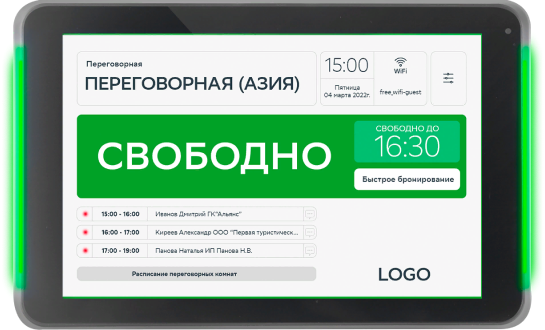 Переговорная
ПЕРЕГОВОРНАЯ (АЗИЯ)
15:00
Пятница
04 марта 2022г.
WiFi
free_wifi-guest
СВОБОДНО
СВОБОДНО ДО
16:30
Быстрое бронирование
15:00 - 16:00 Иванов Дмитрий ГК"Альянс"
16:00 - 17:00 Киреев Александр ООО "Первая туристическ...
17:00 - 19:00 Панова Наталья ИП Панова Н.В.
Расписание переговорных комнат
LOGO